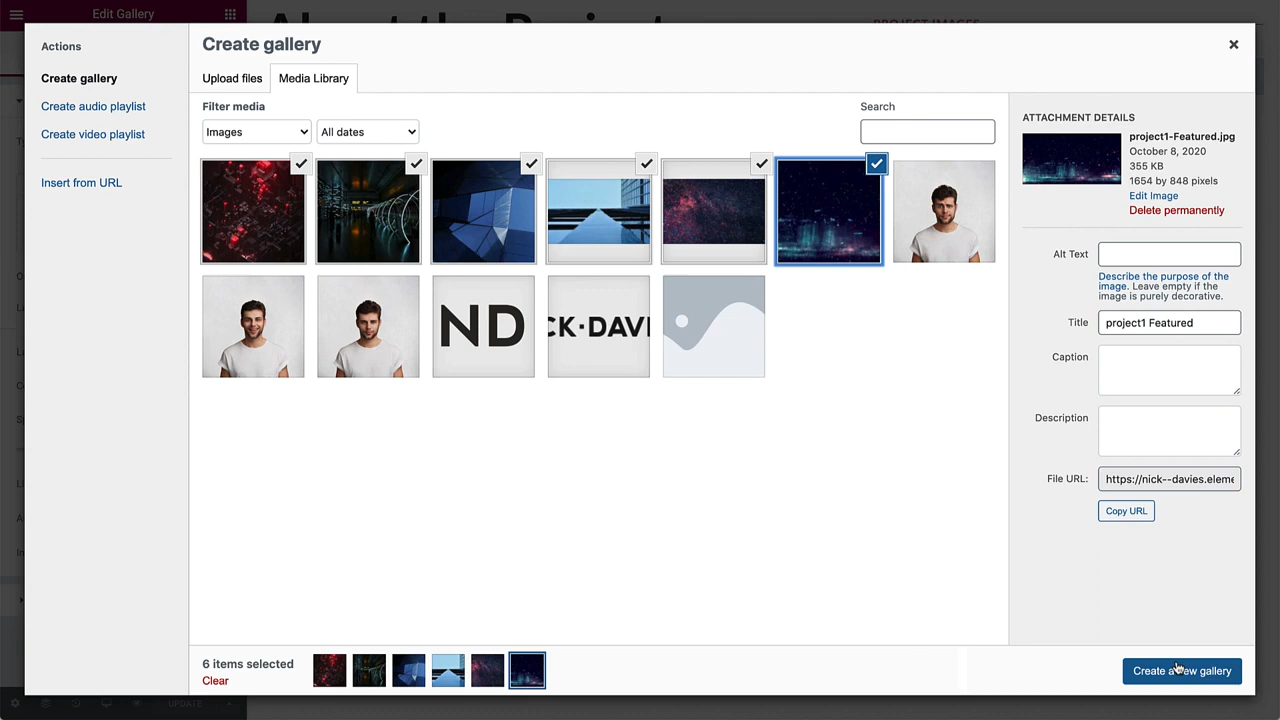 Edit Gallery
PROJECT IMAGES
Actions
Create gallery
Create audio playlist
Create video playlist
Insert from URL
Create gallery
Upload files
Media Library
Filter media
Images
All dates
Search
ND
CK·DAVI
6 items selected
Clear
ATTACHMENT DETAILS
project1-Featured.jpg
October 8, 2020
355 KB
1654 by 848 pixels
Edit Image
Delete permanently
Alt Text
Describe the purpose of the
image. Leave empty if the
image is purely decorative.
Title
project1 Featured
Caption
Description
File URL:
https://nick--davies.eleme
Copy URL
Create a new gallery
UPDATE